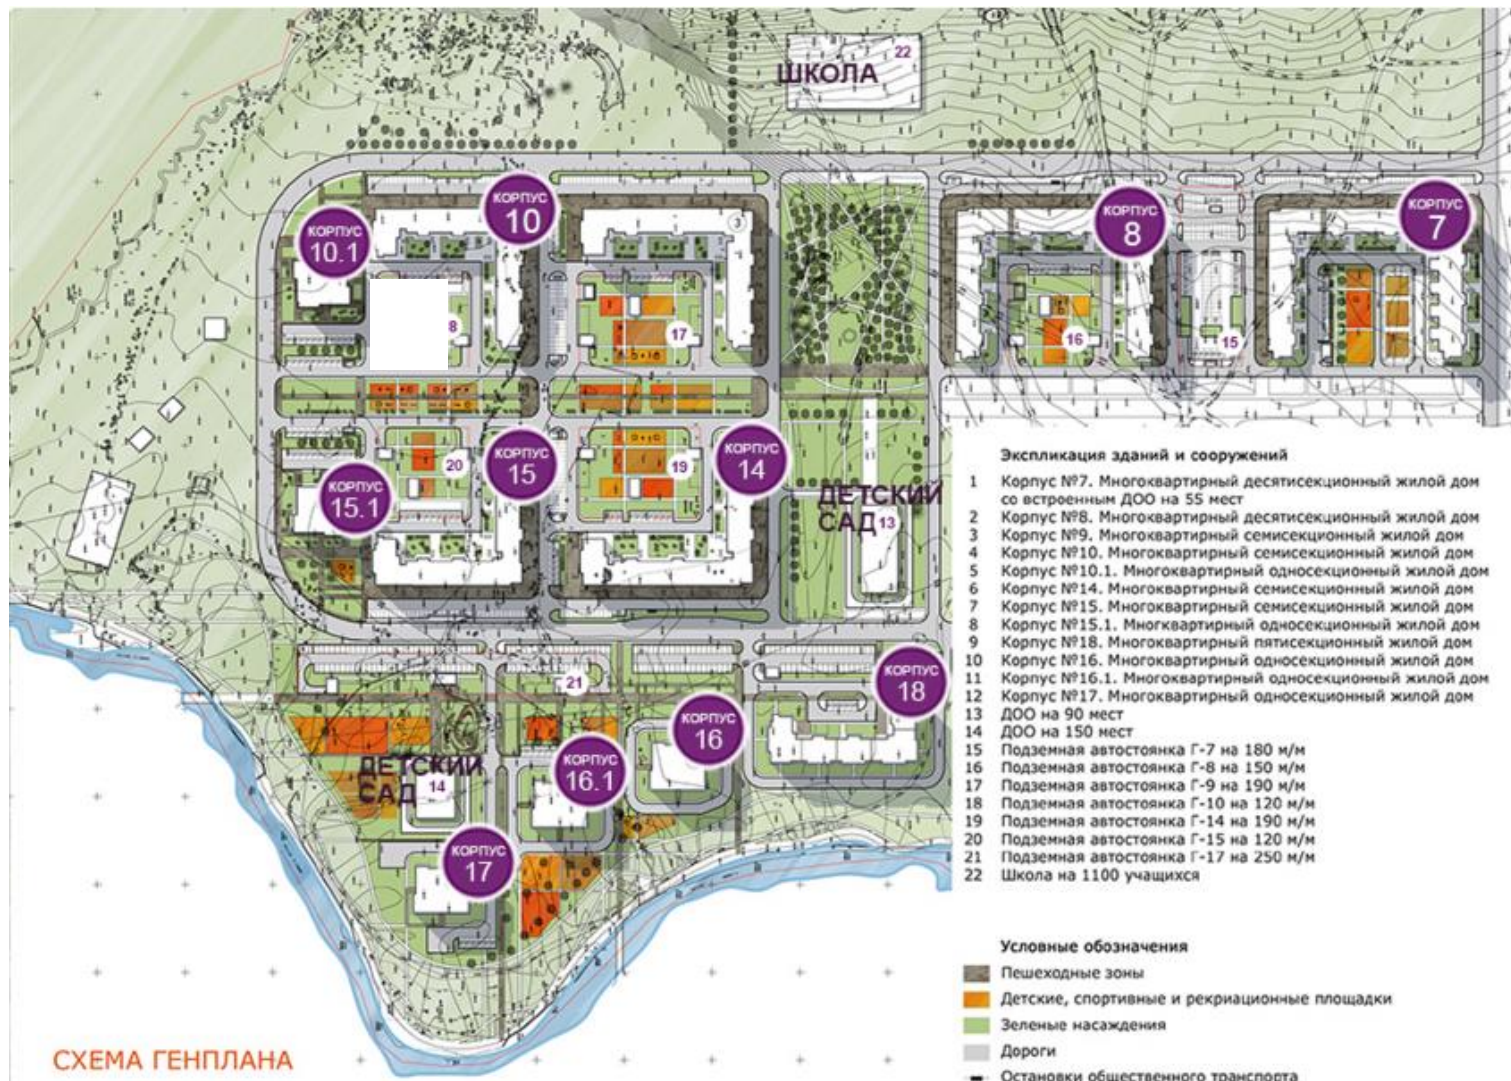 ШКОЛА
22
КОРПУС
10
КОРПУС
10.1
3
КОРПУС
8
КОРПУС
7
8
17
16
15
КОРПУС
15
20
19
КОРПУС
14
КОРПУС
15.1
ДЕТСКИЙ
САД 13
21
КОРПУС
18
КОРПУС
16
КОРПУС
16.1
ДЕТСКИЙ
САД 14
КОРПУС
17
СХЕМА ГЕНПЛАНА
Экспликация зданий и сооружений
1 Корпус №7. Многоквартирный десятисекционный жилой дом
со встроенным ДОО на 55 мест
2 Корпус №8. Многоквартирный десятисекционный жилой дом
3 Корпус №9. Многоквартирный семисекционный жилой дом
4 Корпус №10. Многоквартирный семисекционный жилой дом
5 Корпус №10.1. Многоквартирный односекционный жилой дом
6 Корпус №14. Многоквартирный семисекционный жилой дом
7 Корпус №15. Многоквартирный семисекционный жилой дом
8 Корпус №15.1. Многквартирный односекционный жилой дом
9 Корпус №18. Многоквартирный пятисекционный жилой дом
10 Корпус №16. Многоквартирный односекционный жилой дом
11 Корпус №16.1. Многоквартирный односекционный жилой дом
12 Корпус №17. Многоквартирный односекционный жилой дом
13 ДОО на 90 мест
14 ДОО на 150 мест
15 Подземная автостоянка Г-7 на 180 м/м
16 Подземная автостоянка Г-8 на 150 м/м
17 Подземная автостоянка Г-9 на 190 м/м
18 Подземная автостоянка Г-10 на 120 м/м
19 Подземная автостоянка Г-14 на 190 м/м
20 Подземная автостоянка Г-15 на 120 м/м
21 Подземная автостоянка Г-17 на 250 м/м
22 Школа на 1100 учащихся
Условные обозначения
Пешеходные зоны
Детские, спортивные и рекриационные площадки
Зеленые насаждения
Дороги
Остановки общественного транспорта